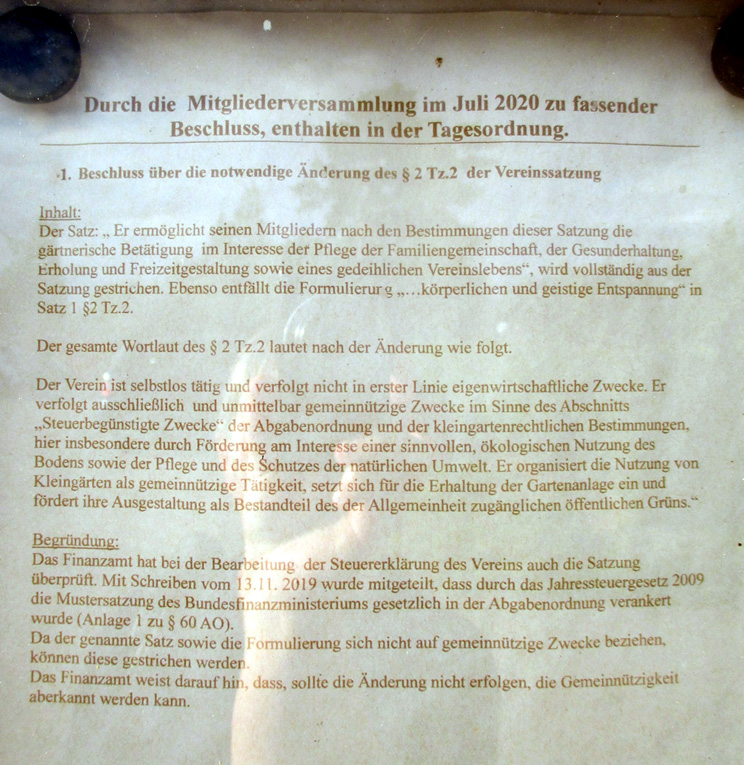 Durch die Mitgliederversammlung im Juli 2020 zu fassender
Beschluss, enthalten in der Tagesordnung.
1. Beschluss über die notwendige Änderung des § 2 Tz.2 der Vereinssatzung
Inhalt:
Der Satz: „ Er ermöglicht seinen Mitgliedern nach den Bestimmungen dieser Satzung die
gärtnerische Betätigung im Interesse der Pflege der Familiengemeinschaft, der Gesunderhaltung,
Erholung und Freizeitgestaltung sowie eines gedeihlichen Vereinslebens“, wird vollständig aus der
Satzung gestrichen. Ebenso entfällt die Formulierung „…körperlichen und geistige Entspannung“ in
Satz 1 §2 Tz.2.
Der gesamte Wortlaut des § 2 Tz.2 lautet nach der Änderung wie folgt.
Der Verein ist selbstlos tätig und verfolgt nicht in erster Linie eigenwirtschaftliche Zwecke. Er
verfolgt ausschließlich und unmittelbar gemeinnützige Zwecke im Sinne des Abschnitts
„Steuerbegünstigte Zwecke“ der Abgabenordnung und der kleingartenrechtlichen Bestimmungen,
hier insbesondere durch Förderung am Interesse einer sinnvollen, ökologischen Nutzung des
Bodens sowie der Pflege und des Schutzes der natürlichen Umwelt. Er organisiert die Nutzung von
Kleingärten als gemeinnützige Tätigkeit, setzt sich für die Erhaltung der Gartenanlage ein und
fördert ihre Ausgestaltung als Bestandteil des der Allgemeinheit zugänglichen öffentlichen Grüns.“
Begründung:
Das Finanzamt hat bei der Bearbeitung der Steuererklärung des Vereins auch die Satzung
überprüft. Mit Schreiben vom 13.11. 2019 wurde mitgeteilt, dass durch das Jahressteuergesetz 2009
die Mustersatzung des Bundesfinanzministeriums gesetzlich in der Abgabenordnung verankert
wurde (Anlage 1 zu § 60 AO).
Da der genannte Satz sowie die Formulierung sich nicht auf gemeinnützige Zwecke beziehen,
können diese gestrichen werden.
Das Finanzamt weist darauf hin, dass, sollte die Änderung nicht erfolgen, die Gemeinnützigkeit
aberkannt werden kann.